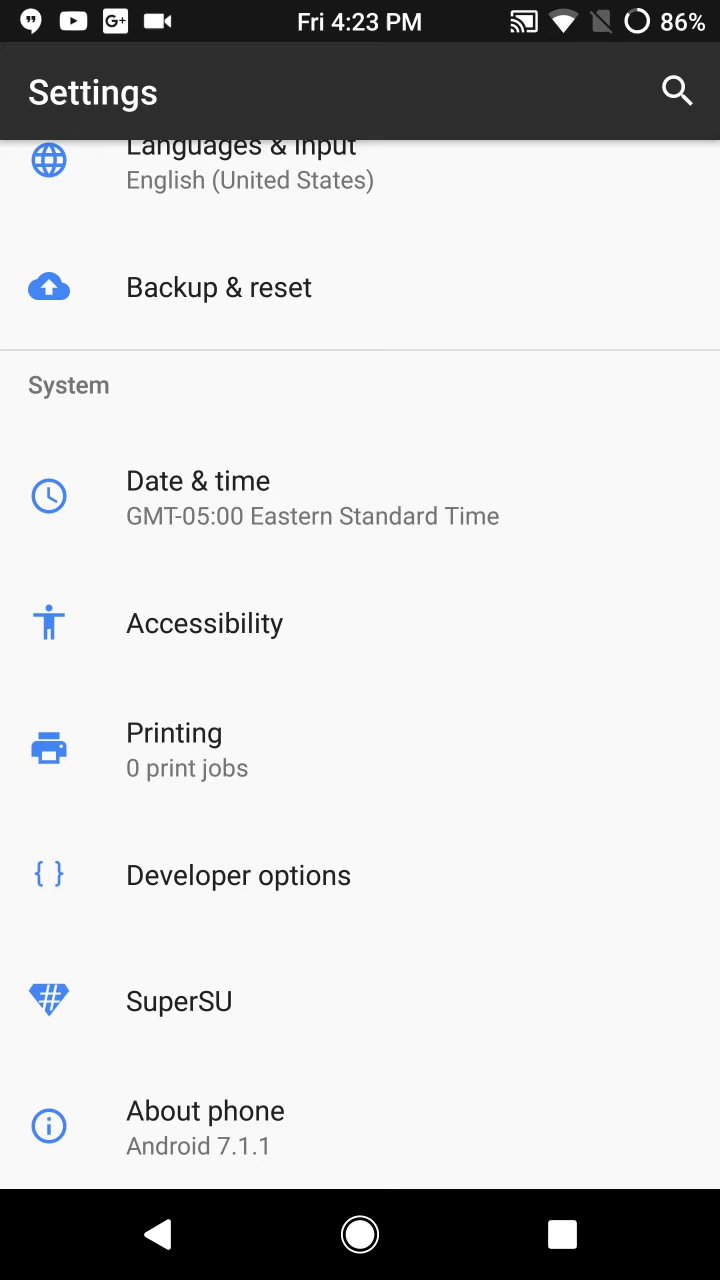 Fri 4:23 PM
86%
Settings
Languages & input
English (United States)
Backup & reset
System
Date & time
GMT-05:00 Eastern Standard Time
Accessibility
Printing
0 print jobs
{ } Developer options
# SuperSU
About phone
Android 7.1.1